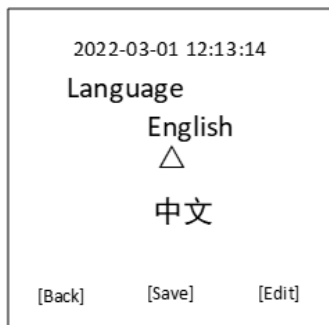 2022-03-01 12:13:14
Language
English
△
中文
[Back] [Save] [Edit]